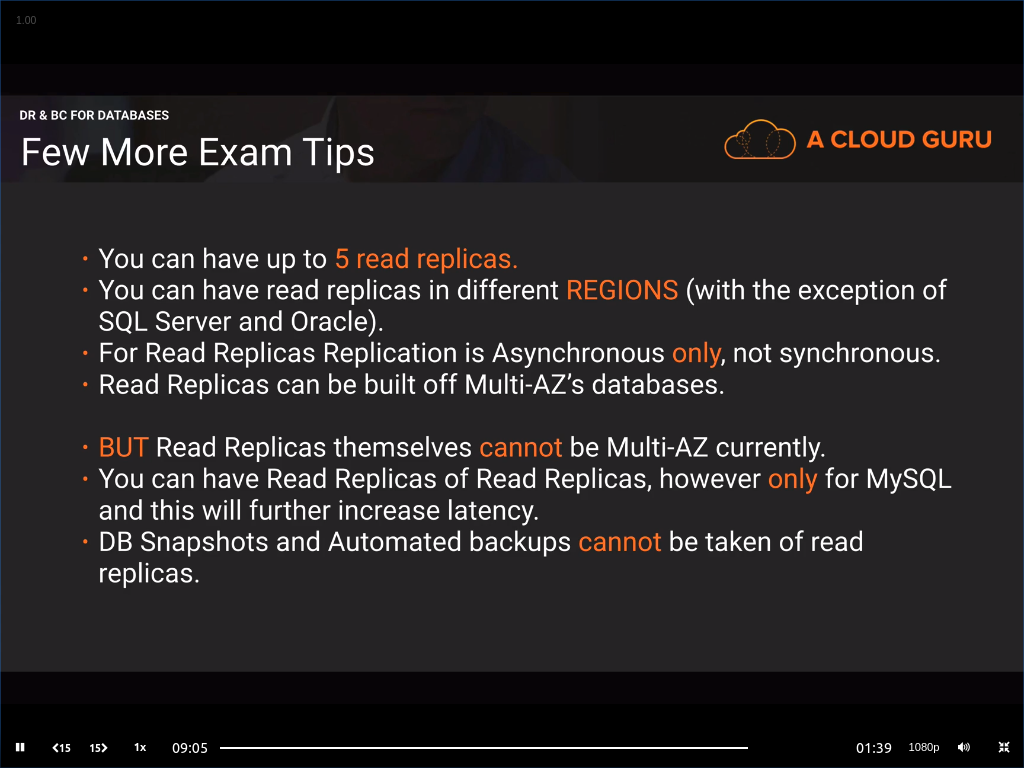 1.00
DR & BC FOR DATABASES
Few More Exam Tips
A CLOUD GURU
• You can have up to 5 read replicas.
• You can have read replicas in different REGIONS (with the exception of
SQL Server and Oracle).
• For Read Replicas Replication is Asynchronous only, not synchronous.
• Read Replicas can be built off Multi-AZ’s databases.
• BUT Read Replicas themselves cannot be Multi-AZ currently.
• You can have Read Replicas of Read Replicas, however only for MySQL
and this will further increase latency.
• DB Snapshots and Automated backups cannot be taken of read
replicas.
15 15 1x 09:05 01:39 1080p